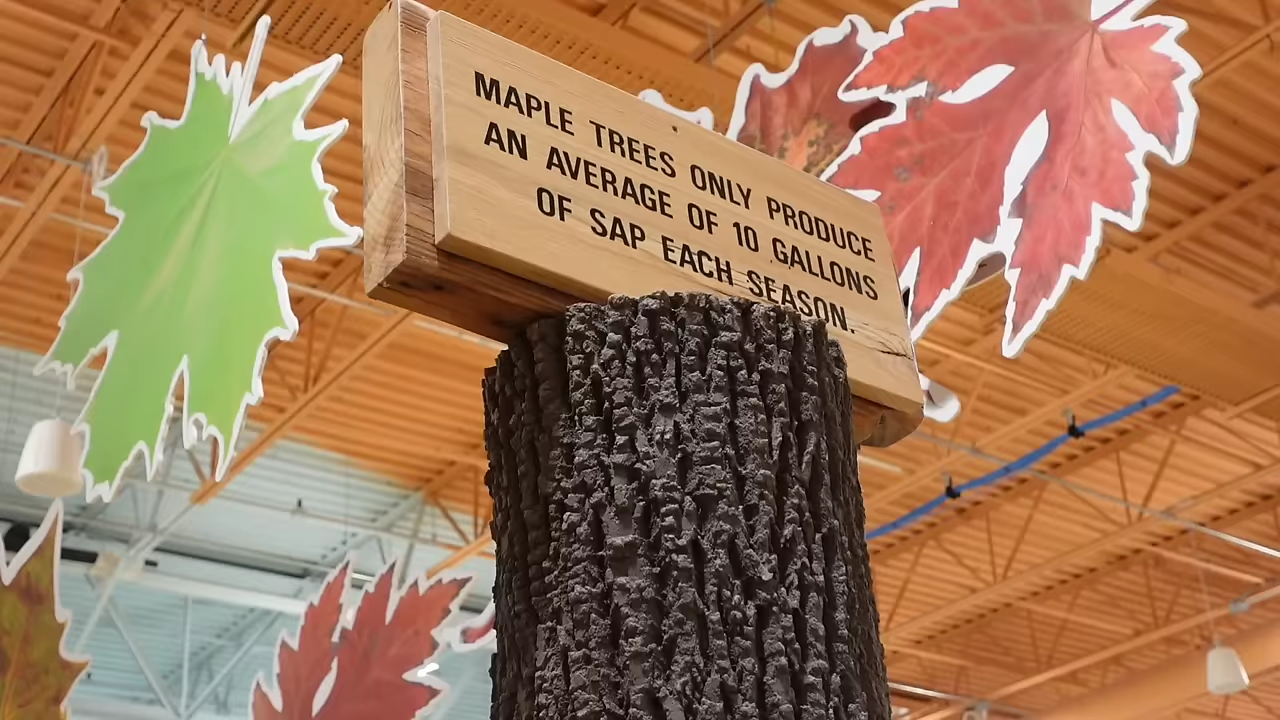 MAPLE TREES ONLY PRODUCE
AN AVERAGE OF 10 GALLONS
OF SAP EACH SEASON.